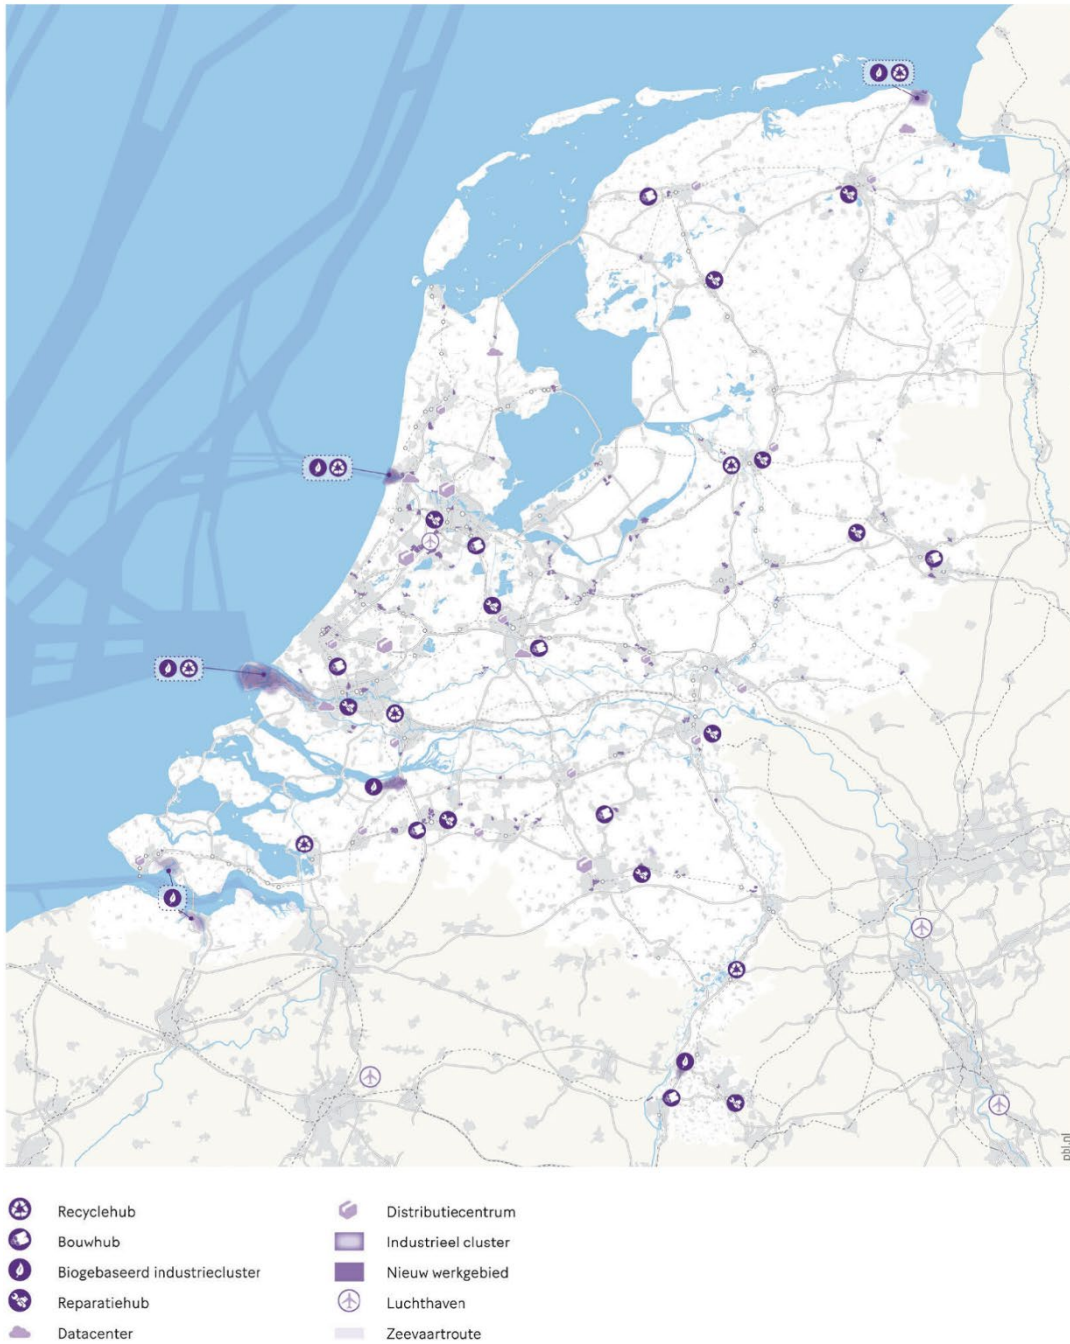 pbl.nl
Recyclehub
Bouwhub
Biogebaseerd industriecluster
Reparatiehub
Datacenter
Distributiecentrum
Industrieel cluster
Nieuw werkgebied
Luchthaven
Zeevaartroute